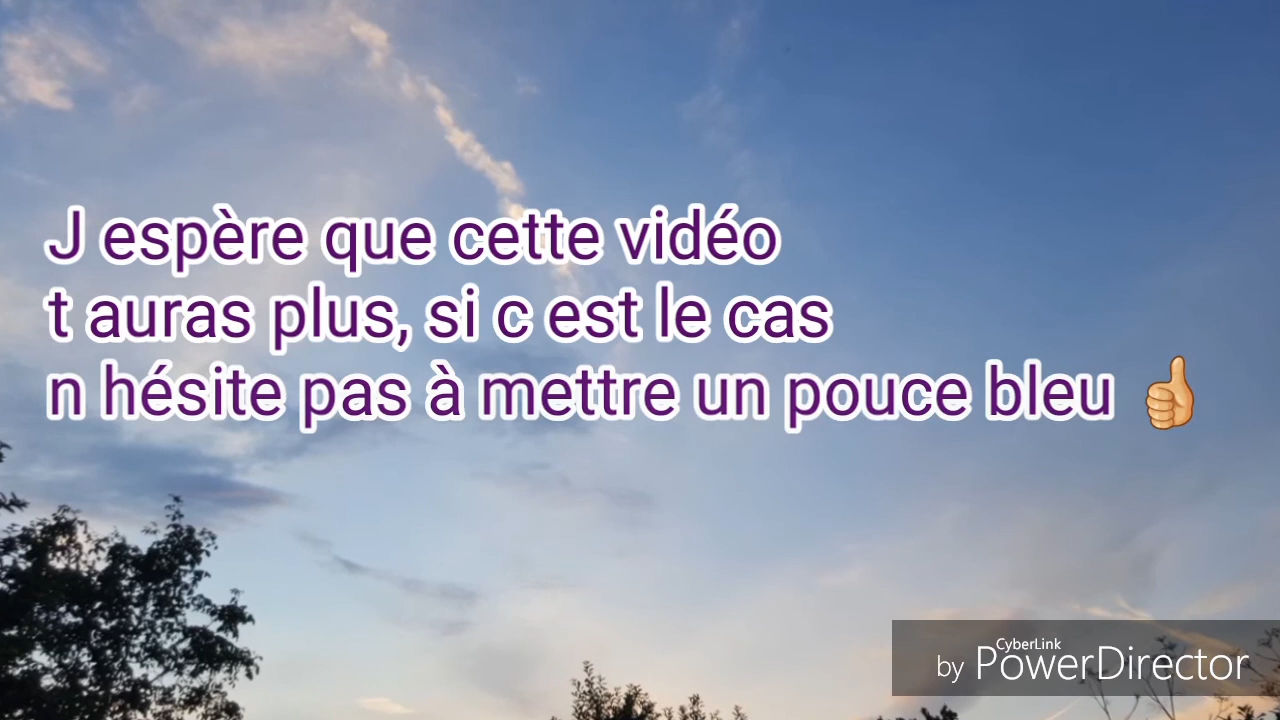 J espère que cette vidéo
t auras plus, si c est le cas
n hésite pas à mettre un pouce bleu 👍🏼
CyberLink
by PowerDirector